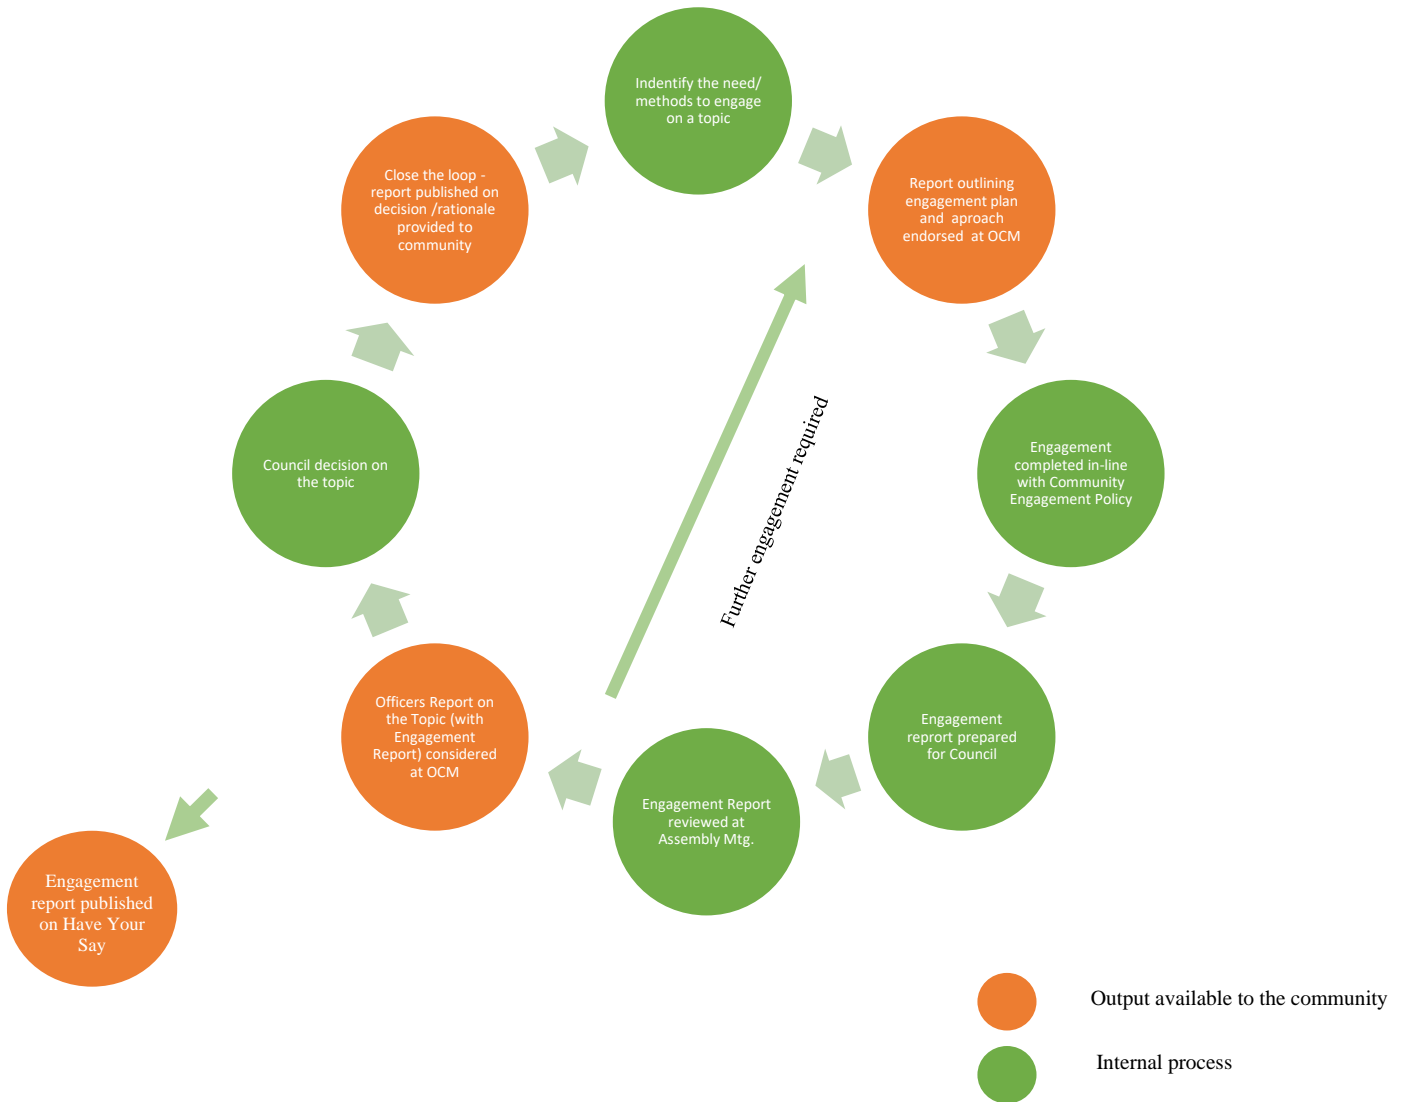 Indentify the need/
methods to engage
on a topic
Report outlining
engagement plan
and aproach
endorsed at OCM
Engagement
completed in-line
with Community
Engagement Policy
Engagement
reprort prepared
for Council
Engagement Report
reviewed at
Assembly Mtg.
Officers Report on
the Topic (with
Engagement
Report) considered
at OCM
Council decision on
the topic
Close the loop -
report published on
decision /rationale
provided to
community
Further engagement required
Engagement
report published
on Have Your
Say
Output available to the community
Internal process